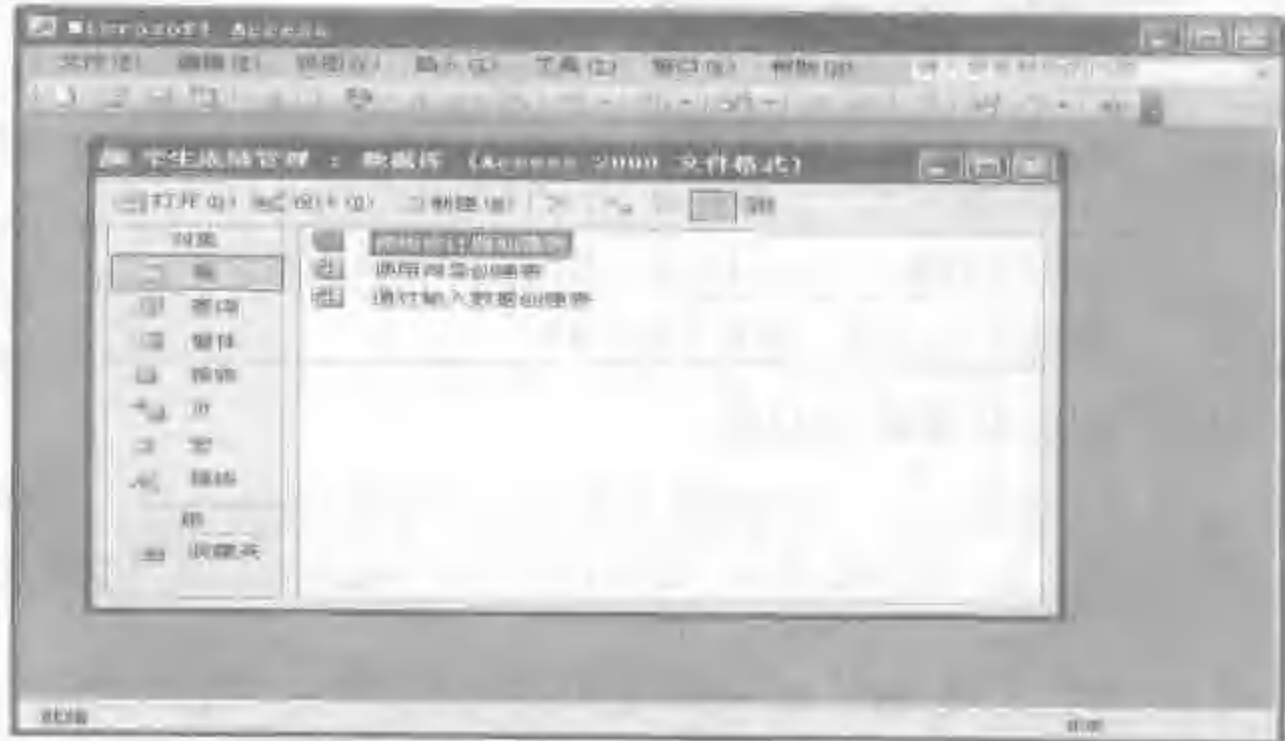 Microsoft Access
文件(E) 编辑(E) 视图(V) 插入(I) 工具(T) 窗口(W) 帮助(H)
学生成绩管理 : 数据库 (Access 2000 文件格式)
打开(O) 设计(D) 新建(N)
对象
表
查询
窗体
报表
页
宏
模块
组
收藏夹
使用设计器创建表
使用向导创建表
通过输入数据创建表
就绪